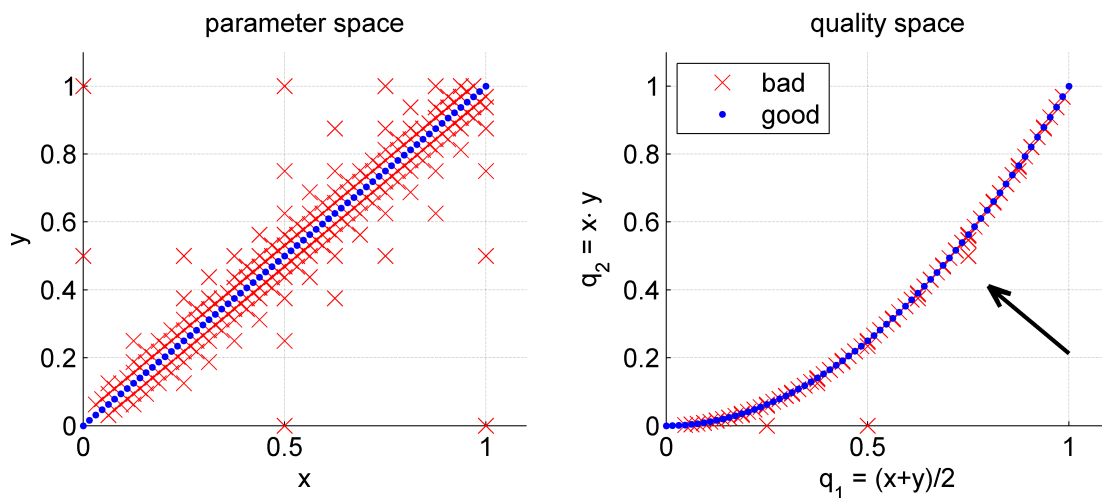 parameter space
1
0.8
0.6
0.4
0.2
0
y
0 0.5 1
x
quality space
bad
good
1
0.8
0.6
0.4
0.2
0
q₂ = x· y
0 0.5 1
q₁ = (x+y)/2